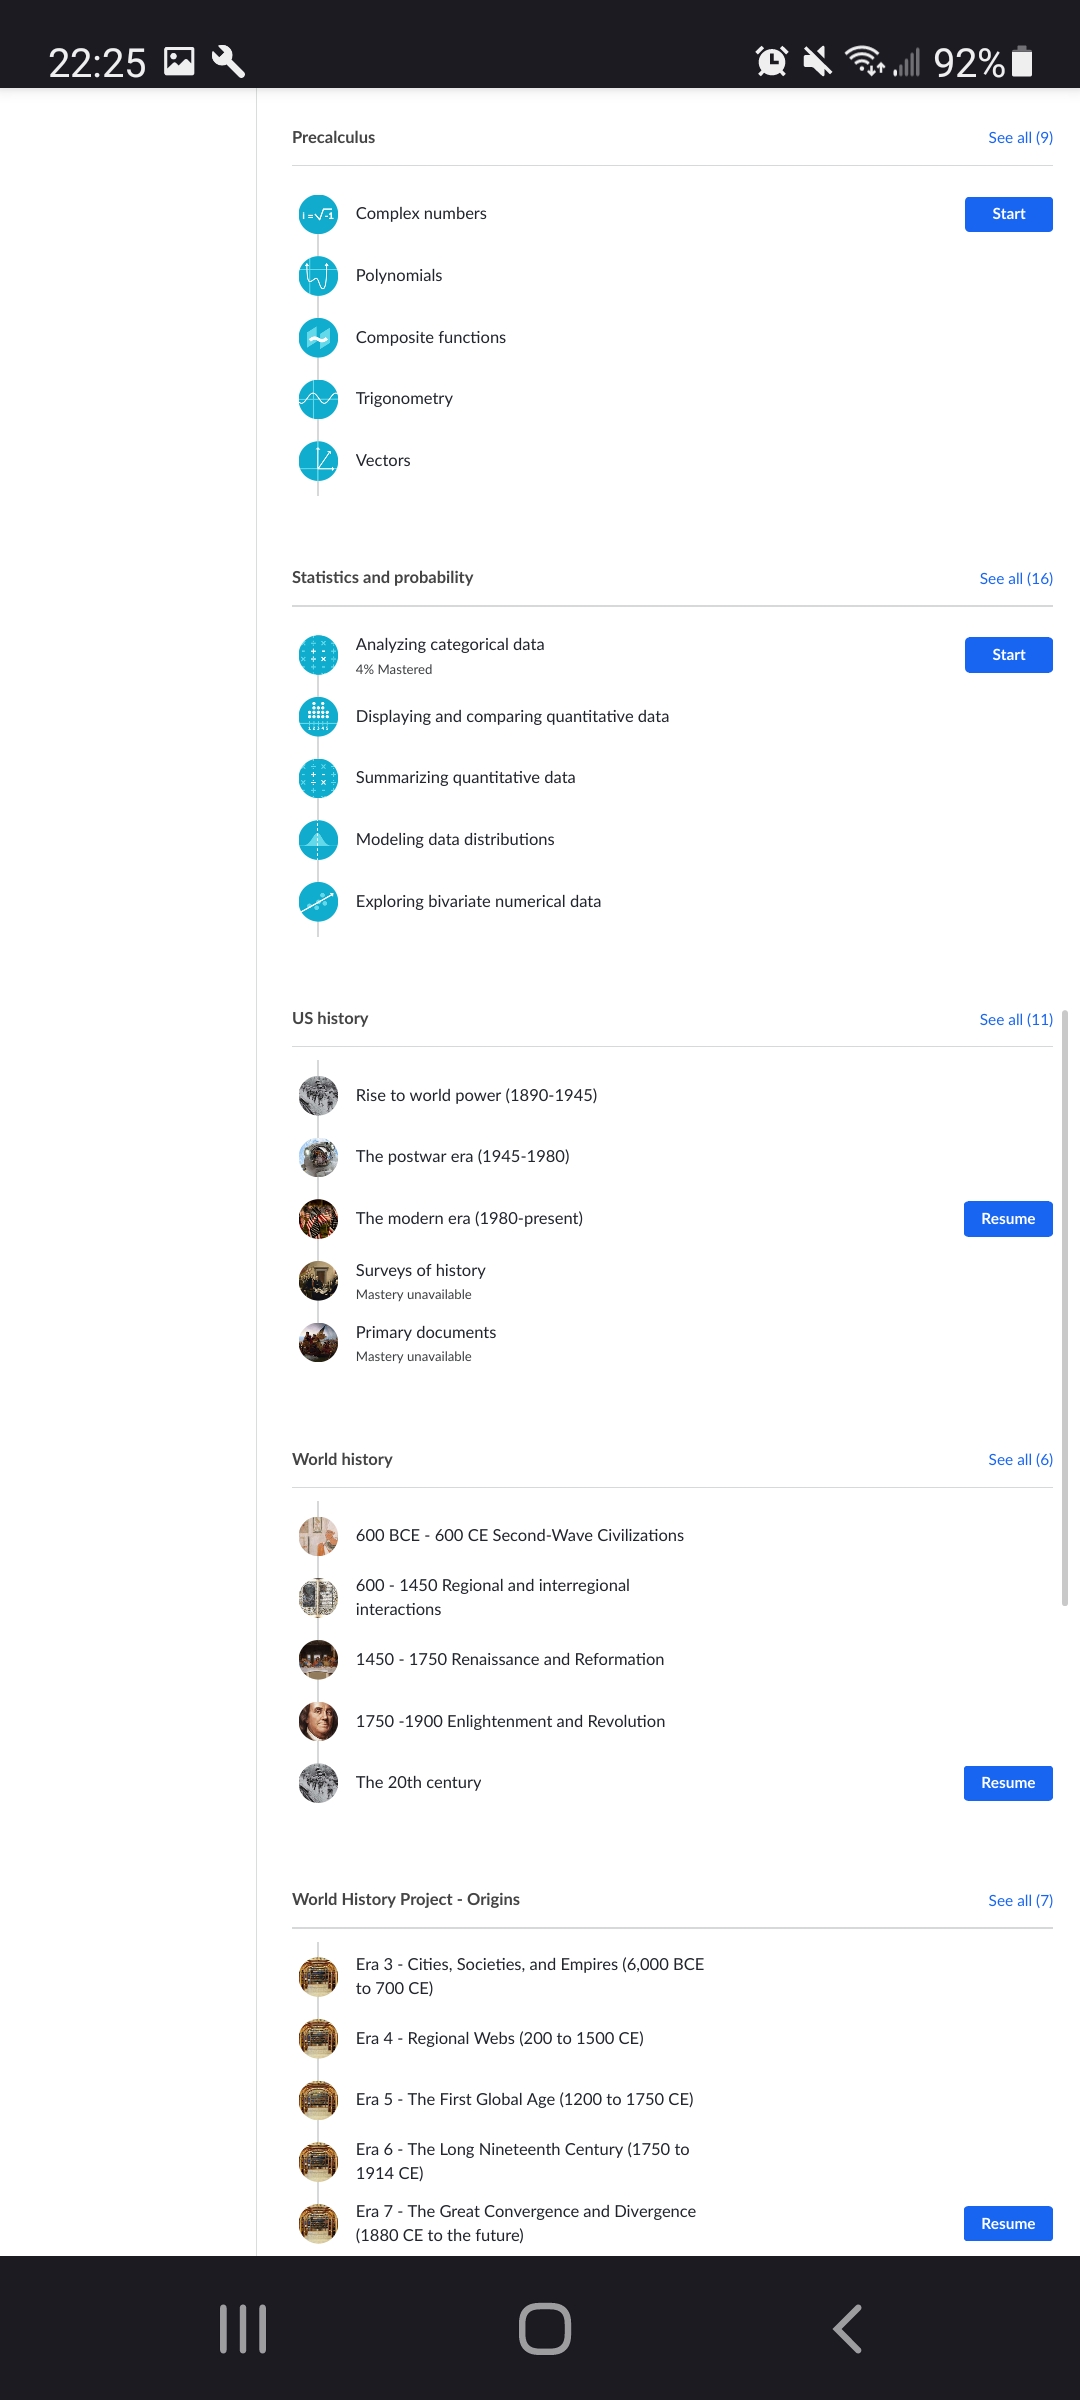 22:25
92%
Precalculus
See all (9)
i = √-1
Complex numbers
Start
Polynomials
Composite functions
Trigonometry
Vectors
Statistics and probability
See all (16)
Analyzing categorical data
4% Mastered
Start
Displaying and comparing quantitative data
Summarizing quantitative data
Modeling data distributions
Exploring bivariate numerical data
US history
See all (11)
Rise to world power (1890-1945)
The postwar era (1945-1980)
The modern era (1980-present)
Resume
Surveys of history
Mastery unavailable
Primary documents
Mastery unavailable
World history
See all (6)
600 BCE - 600 CE Second-Wave Civilizations
600 - 1450 Regional and interregional
interactions
1450 - 1750 Renaissance and Reformation
1750 -1900 Enlightenment and Revolution
The 20th century
Resume
World History Project - Origins
See all (7)
Era 3 - Cities, Societies, and Empires (6,000 BCE
to 700 CE)
Era 4 - Regional Webs (200 to 1500 CE)
Era 5 - The First Global Age (1200 to 1750 CE)
Era 6 - The Long Nineteenth Century (1750 to
1914 CE)
Era 7 - The Great Convergence and Divergence
(1880 CE to the future)
Resume